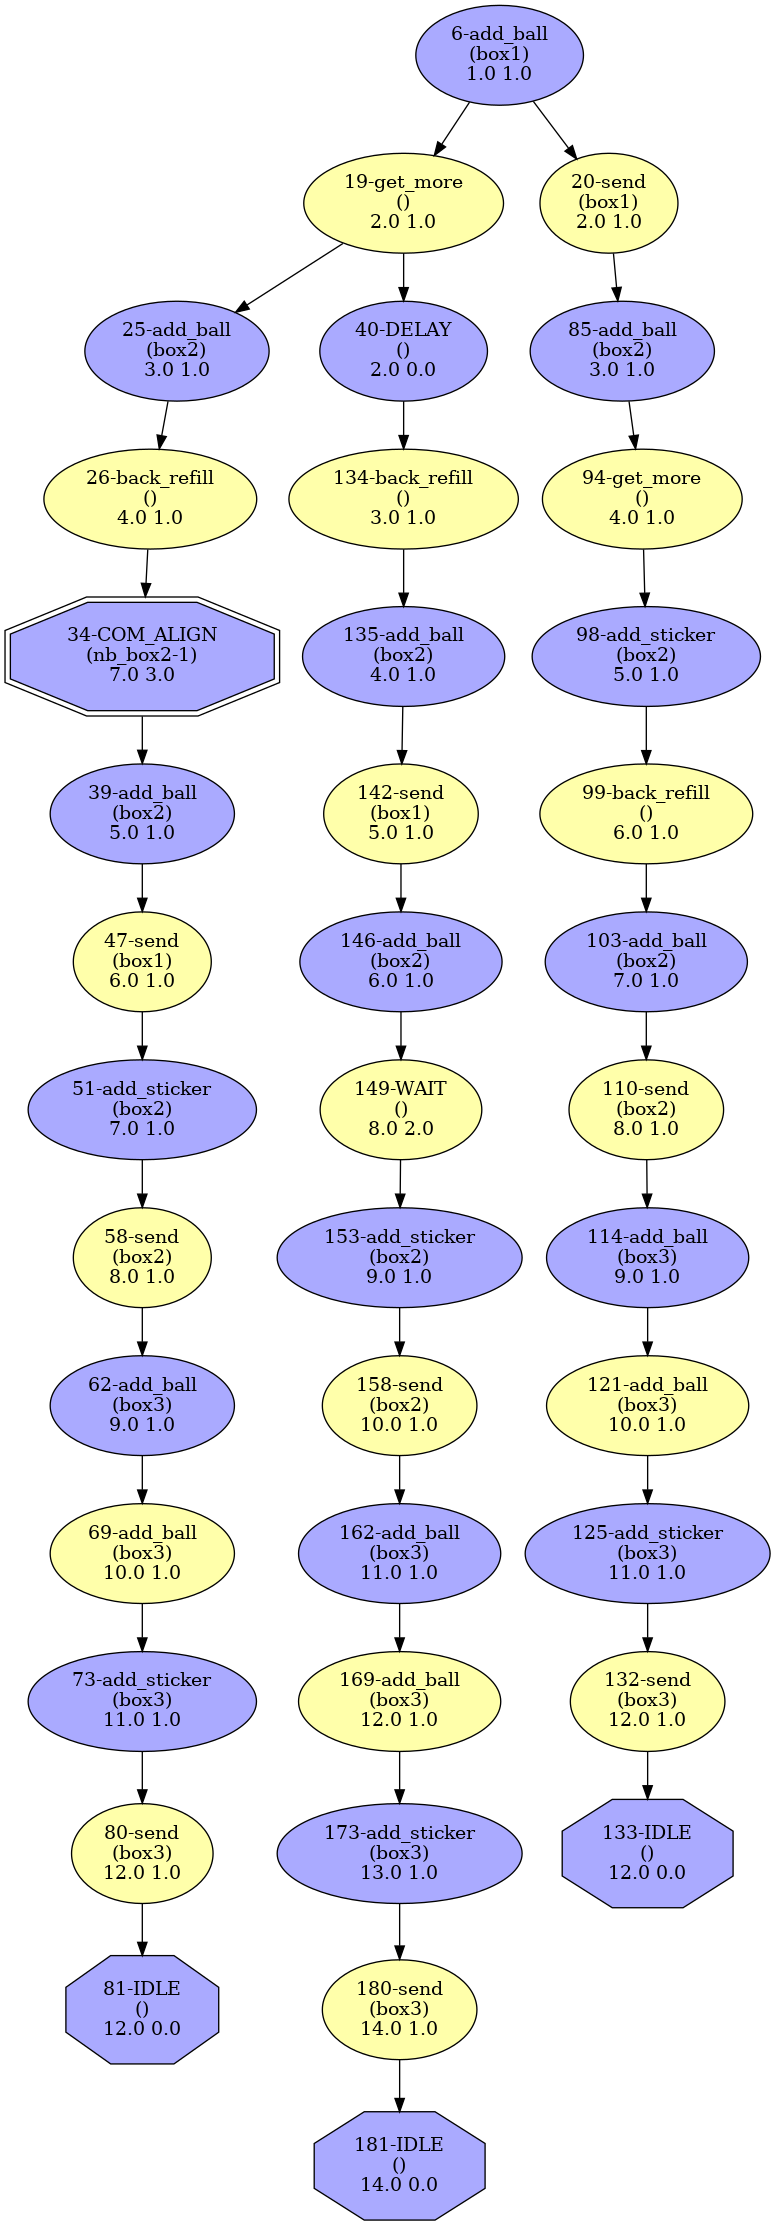 6-add_ball
(box1)
1.0 1.0
19-get_more
()
2.0 1.0
20-send
(box1)
2.0 1.0
25-add_ball
(box2)
3.0 1.0
40-DELAY
()
2.0 0.0
85-add_ball
(box2)
3.0 1.0
26-back_refill
()
4.0 1.0
134-back_refill
()
3.0 1.0
94-get_more
()
4.0 1.0
34-COM_ALIGN
(nb_box2-1)
7.0 3.0
135-add_ball
(box2)
4.0 1.0
98-add_sticker
(box2)
5.0 1.0
39-add_ball
(box2)
5.0 1.0
142-send
(box1)
5.0 1.0
99-back_refill
()
6.0 1.0
47-send
(box1)
6.0 1.0
146-add_ball
(box2)
6.0 1.0
103-add_ball
(box2)
7.0 1.0
51-add_sticker
(box2)
7.0 1.0
149-WAIT
()
8.0 2.0
110-send
(box2)
8.0 1.0
58-send
(box2)
8.0 1.0
153-add_sticker
(box2)
9.0 1.0
114-add_ball
(box3)
9.0 1.0
62-add_ball
(box3)
9.0 1.0
158-send
(box2)
10.0 1.0
121-add_ball
(box3)
10.0 1.0
69-add_ball
(box3)
10.0 1.0
162-add_ball
(box3)
11.0 1.0
125-add_sticker
(box3)
11.0 1.0
73-add_sticker
(box3)
11.0 1.0
169-add_ball
(box3)
12.0 1.0
132-send
(box3)
12.0 1.0
80-send
(box3)
12.0 1.0
173-add_sticker
(box3)
13.0 1.0
133-IDLE
()
12.0 0.0
81-IDLE
()
12.0 0.0
180-send
(box3)
14.0 1.0
181-IDLE
()
14.0 0.0